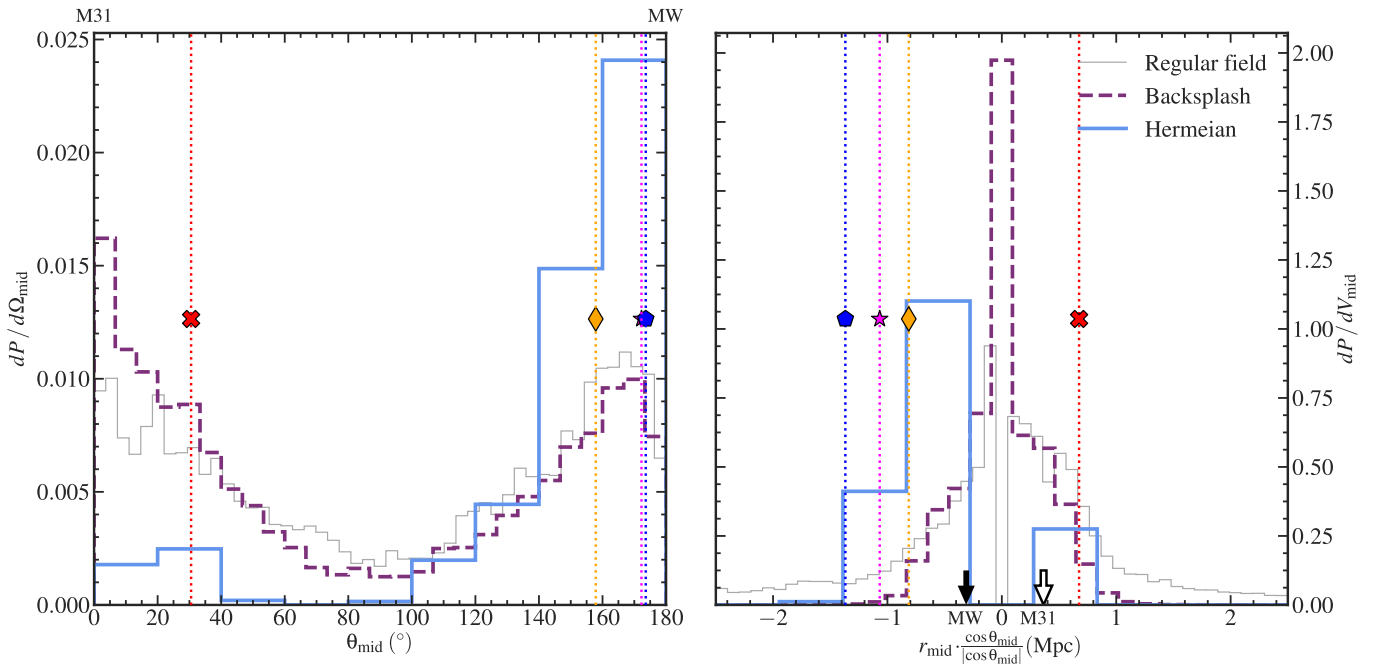 M31 MW
0.025
0.020
0.015
0.010
0.005
0.000
dP / dΩmid
0 20 40 60 80 100 120 140 160 180
θmid (°)
Regular field
Backsplash
Hermeian
2.00
1.75
1.50
1.25
1.00
0.75
0.50
0.25
0.00
dP / dVmid
MW M31
−2 −1 0 1 2
rmid · cos θmid / |cos θmid| (Mpc)